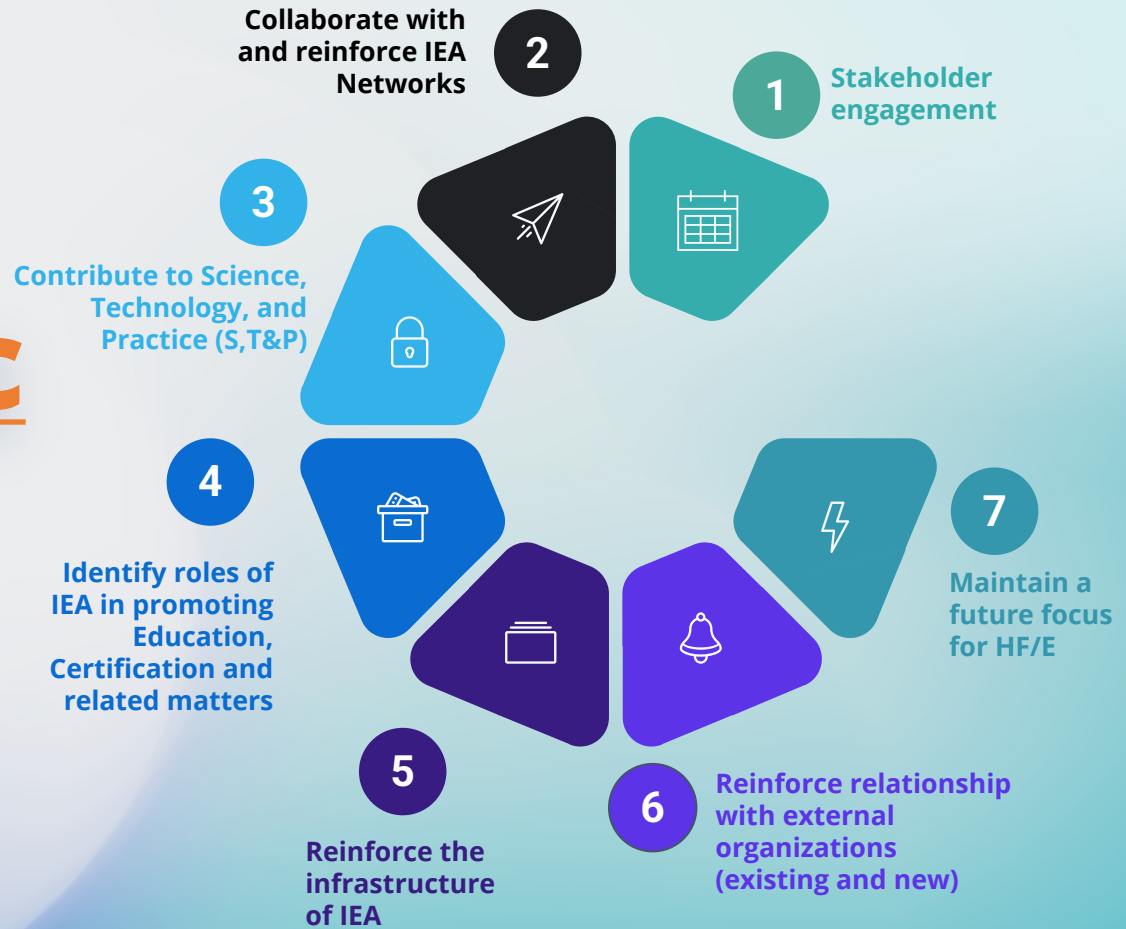 1
Stakeholder
engagement
2
Collaborate with
and reinforce IEA
Networks
3
Contribute to Science,
Technology, and
Practice (S,T&P)
4
Identify roles of
IEA in promoting
Education,
Certification and
related matters
5
Reinforce the
infrastructure
of IEA
6
Reinforce relationship
with external
organizations
(existing and new)
7
Maintain a
future focus
for HF/E